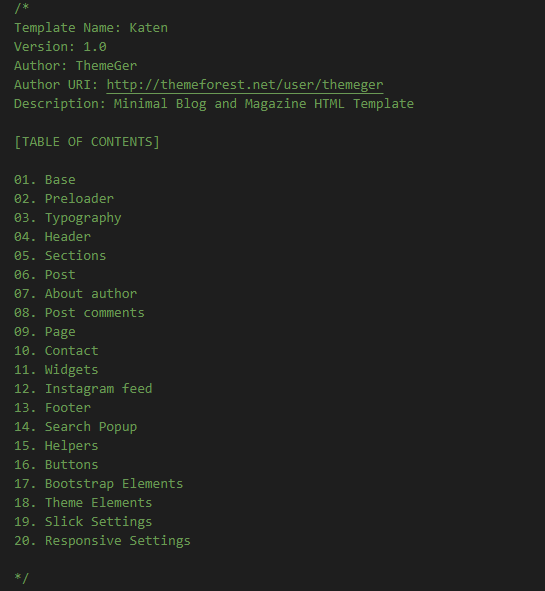 /*
Template Name: Katen
Version: 1.0
Author: ThemeGer
Author URI: http://themeforest.net/user/themeger
Description: Minimal Blog and Magazine HTML Template
[TABLE OF CONTENTS]
01. Base
02. Preloader
03. Typography
04. Header
05. Sections
06. Post
07. About author
08. Post comments
09. Page
10. Contact
11. Widgets
12. Instagram feed
13. Footer
14. Search Popup
15. Helpers
16. Buttons
17. Bootstrap Elements
18. Theme Elements
19. Slick Settings
20. Responsive Settings
*/